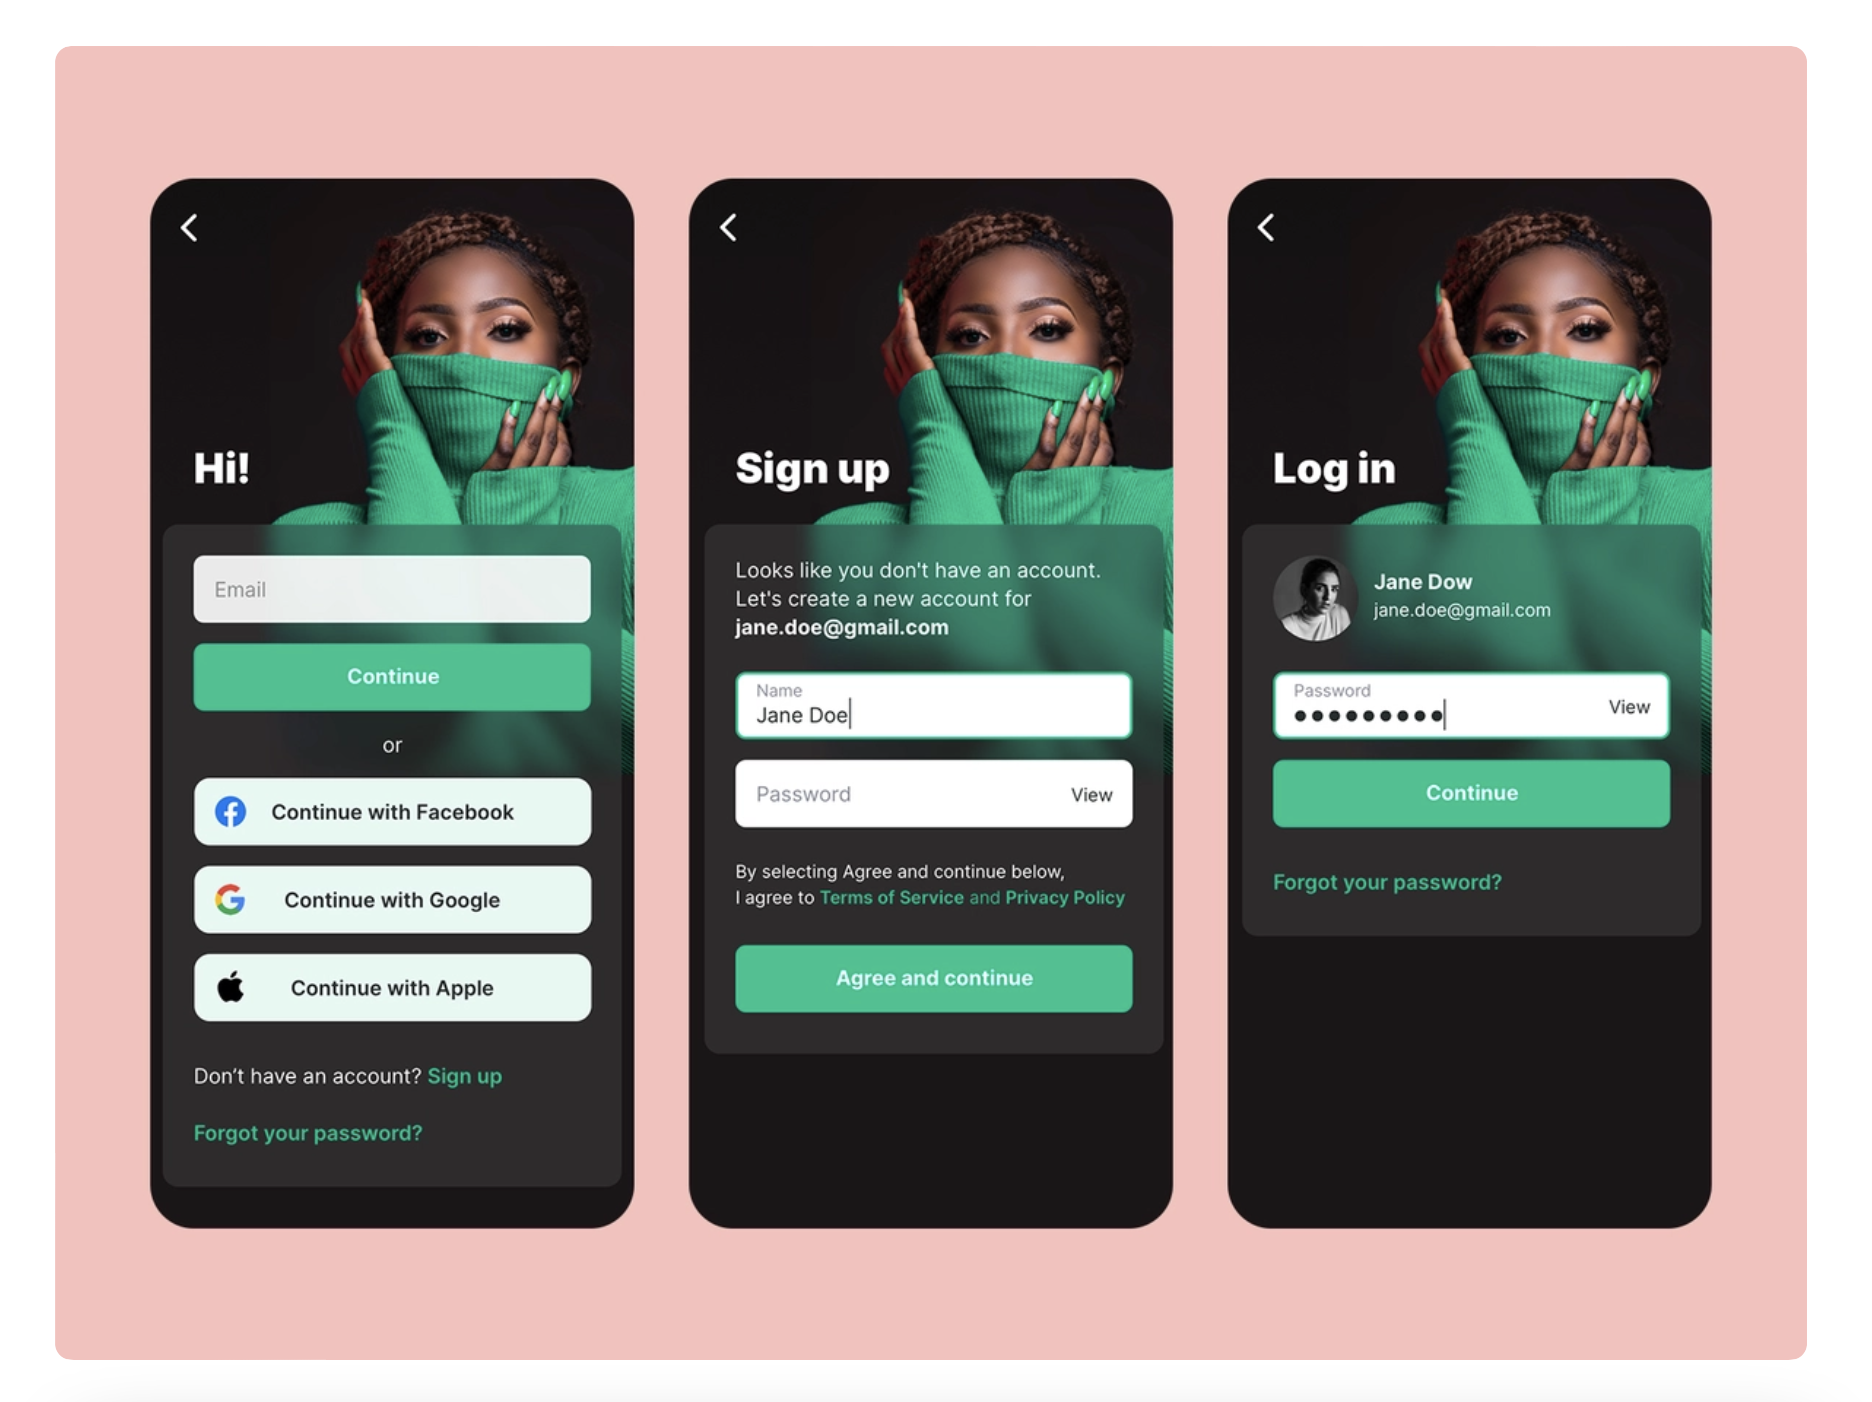 Hi!
Email
Continue
or
Continue with Facebook
Continue with Google
Continue with Apple
Don’t have an account? Sign up
Forgot your password?
Sign up
Looks like you don't have an account.
Let's create a new account for
jane.doe@gmail.com
Name
Jane Doe
Password
View
By selecting Agree and continue below,
I agree to Terms of Service and Privacy Policy
Agree and continue
Log in
Jane Dow
jane.doe@gmail.com
Password
●●●●●●●●●
View
Continue
Forgot your password?